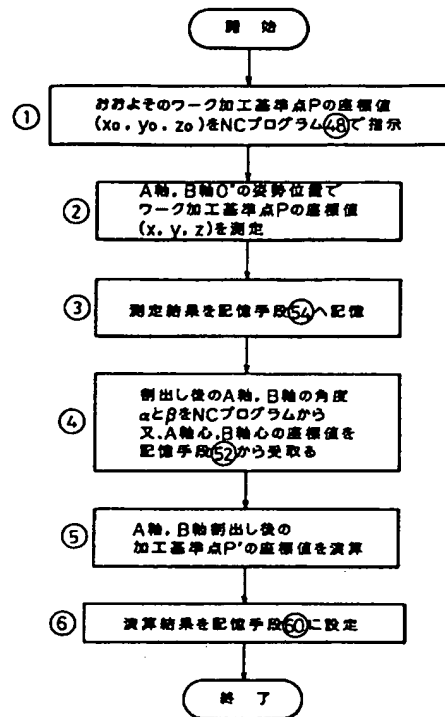 開始
①
おおよそのワーク加工基準点Pの座標値
(x₀, y₀, z₀)をNCプログラム㊽で指示
②
A軸,B軸0°の姿勢位置で
ワーク加工基準点Pの座標値
(x, y, z)を測定
③
測定結果を記憶手段54へ記憶
④
割出し後のA軸,B軸の角度
αとβをNCプログラムから
又,A軸心,B軸心の座標値を
記憶手段52から受取る
⑤
A軸,B軸割出し後の
加工基準点P'の座標値を演算
⑥
演算結果を記憶手段60に設定
終了